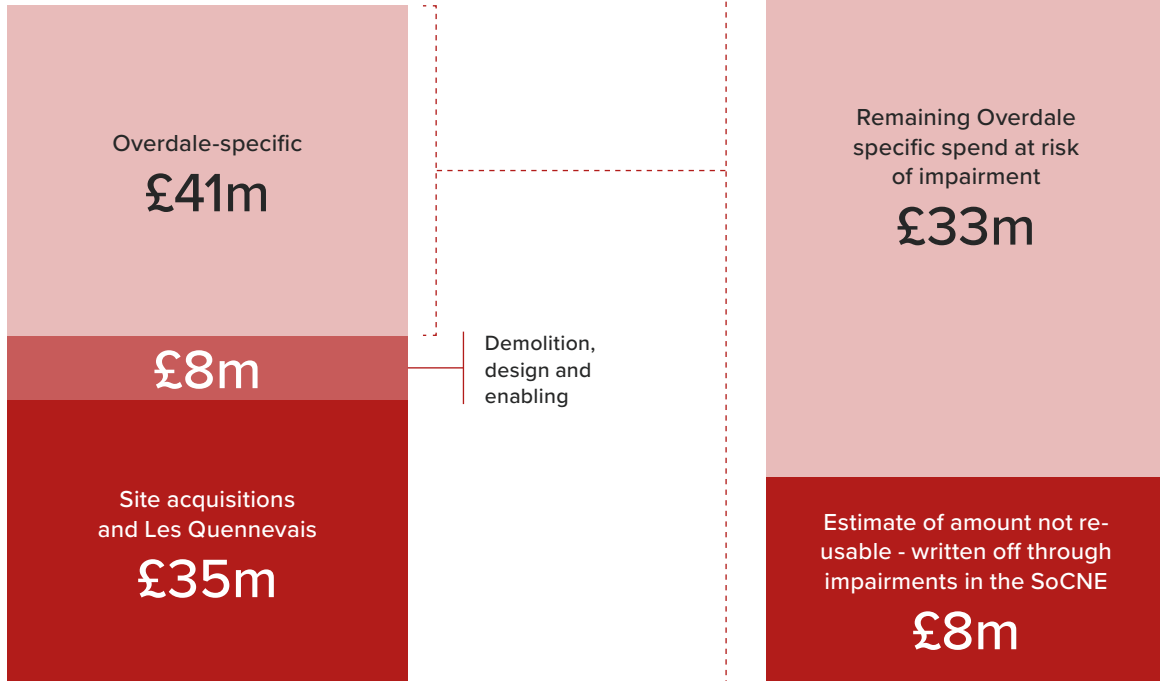 Overdale-specific
£41m
£8m
Demolition,
design and
enabling
Site acquisitions
and Les Quennevais
£35m
Remaining Overdale
specific spend at risk
of impairment
£33m
Estimate of amount not re-
usable - written off through
impairments in the SoCNE
£8m